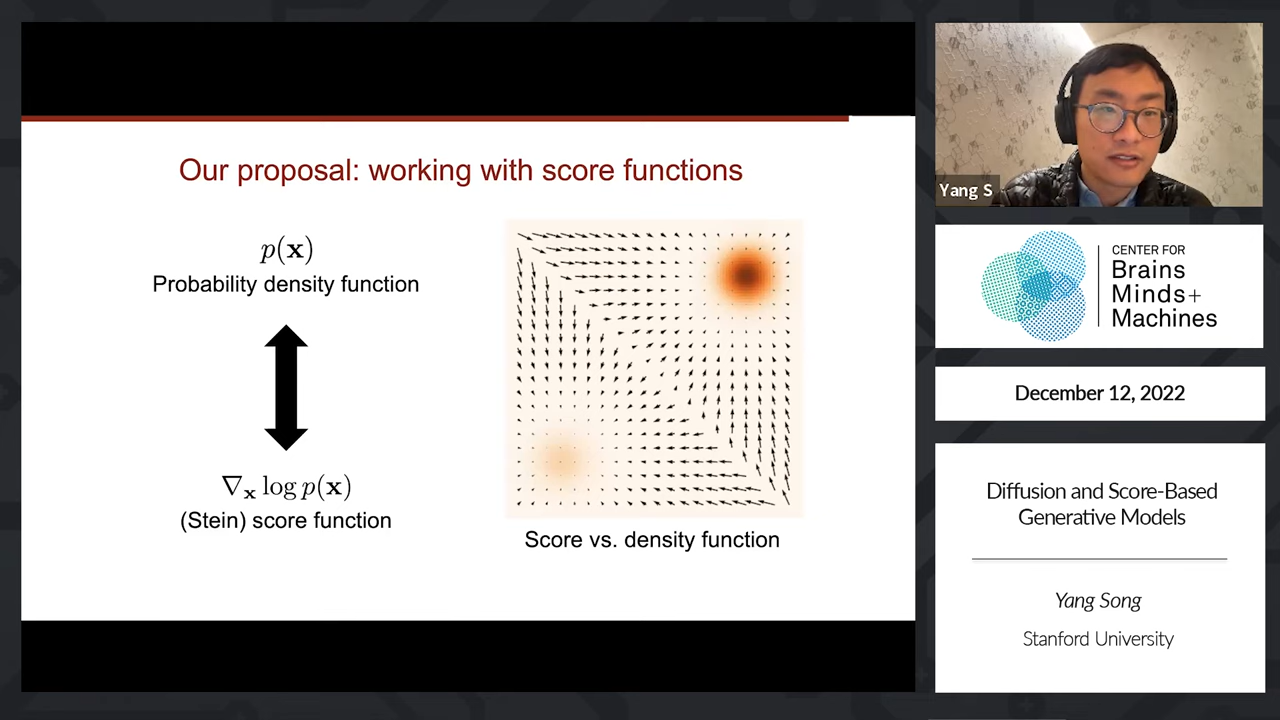 Our proposal: working with score functions
p(x)
Probability density function
∇ₓ log p(x)
(Stein) score function
Score vs. density function
Yang S
CENTER FOR
Brains
Minds+
Machines
December 12, 2022
Diffusion and Score-Based
Generative Models
Yang Song
Stanford University